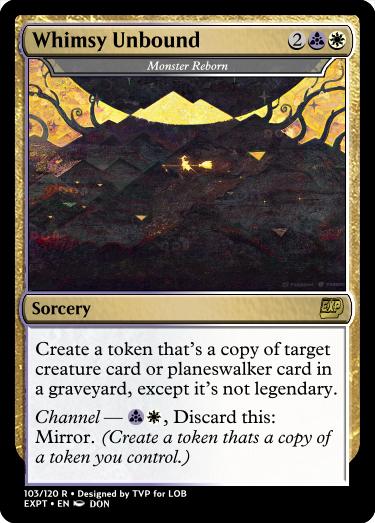 Whimsy Unbound 2
Monster Reborn
Sorcery
EXP
Create a token that's a copy of target
creature card or planeswalker card in
a graveyard, except it's not legendary.
Channel — , Discard this:
Mirror. (Create a token thats a copy of
a token you control.)
103/120 R • Designed by TVP for LOB
EXPT • EN DON